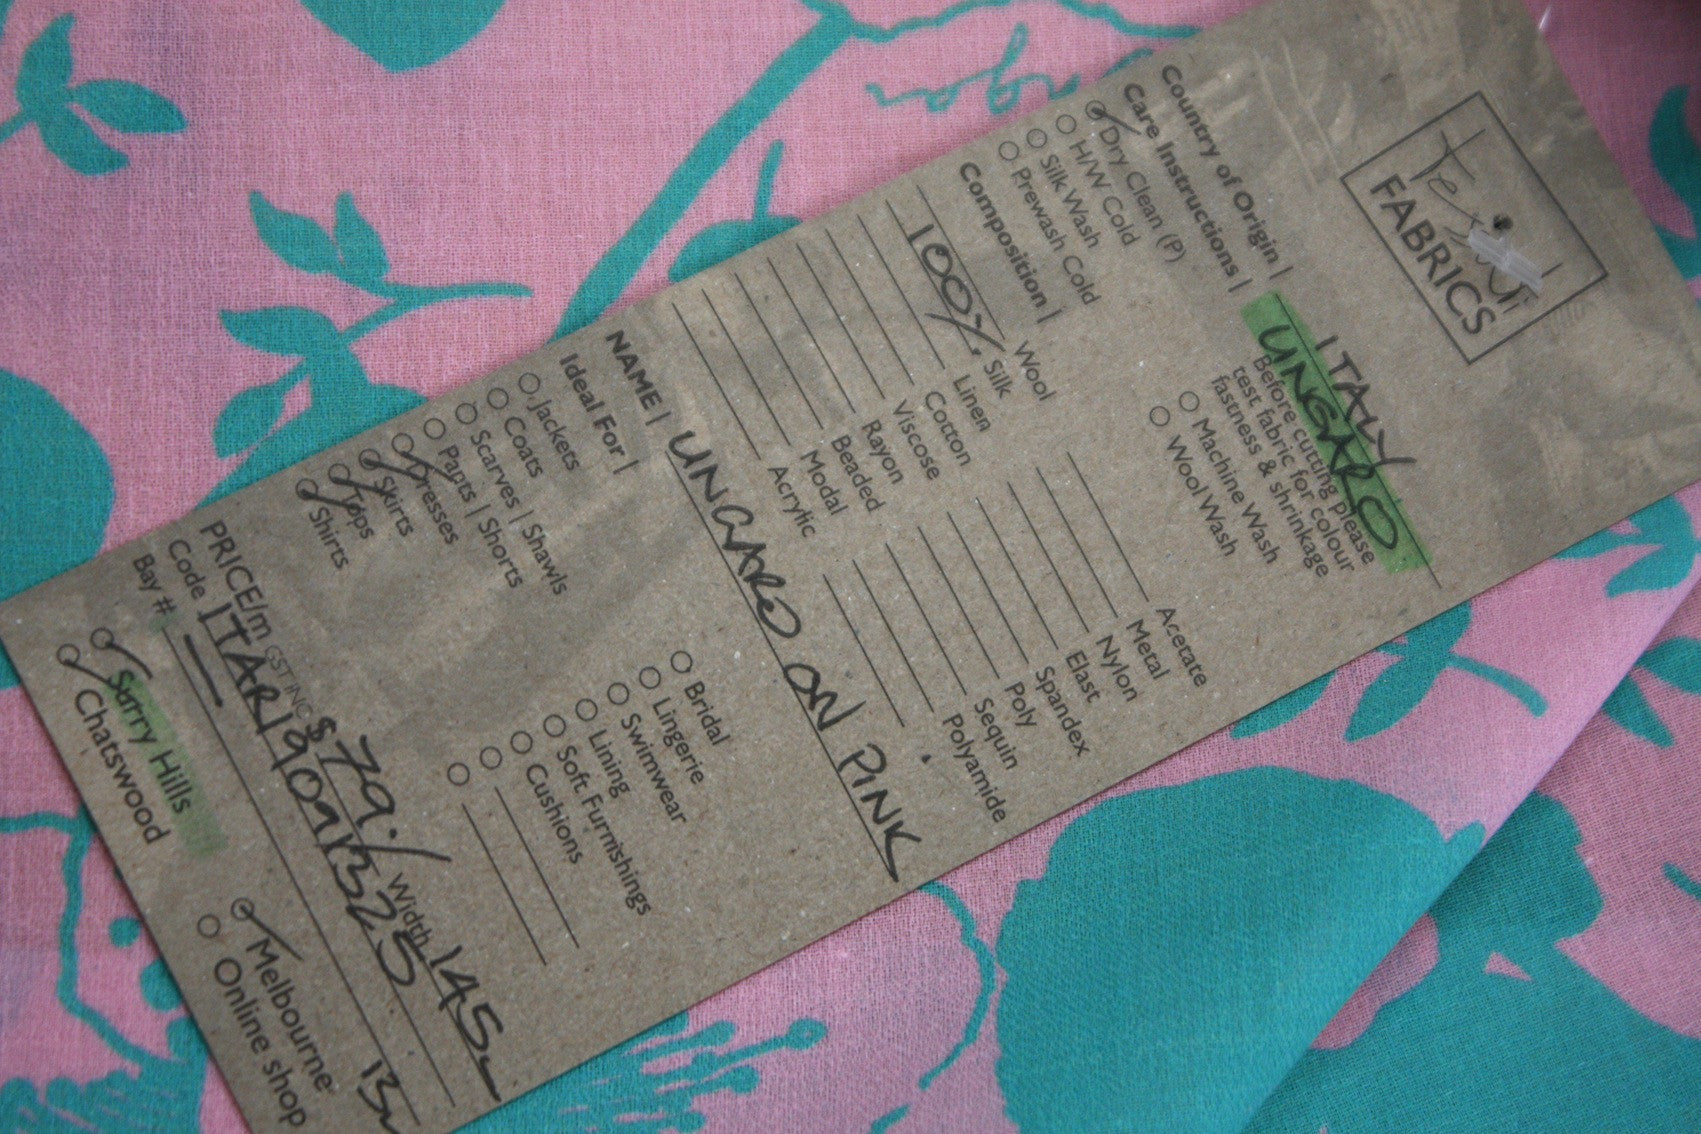 FABRICS
Country of Origin | ITALY
UNGARO
Care Instructions | Before cutting please
test fabric for colour
fastness & shrinkage
Dry Clean (P)
H/W Cold
Silk Wash
Prewash Cold
Machine Wash
Wool Wash
Composition |
Wool
100% Silk
Linen
Cotton
Viscose
Rayon
Beaded
Modal
Acrylic
Acetate
Metal
Nylon
Elast
Spandex
Poly
Sequin
Polyamide
NAME | UNGARO ON PINK
Ideal For |
Jackets
Coats
Scarves | Shawls
Pants | Shorts
Dresses
Skirts
Tops
Shirts
Bridal
Lingerie
Swimwear
Lining
Soft Furnishings
Cushions
PRICE/m GST INC $79./ Width 145
Code ITAR19091325
Bay #
Surry Hills
Chatswood
Melbourne
Online shop